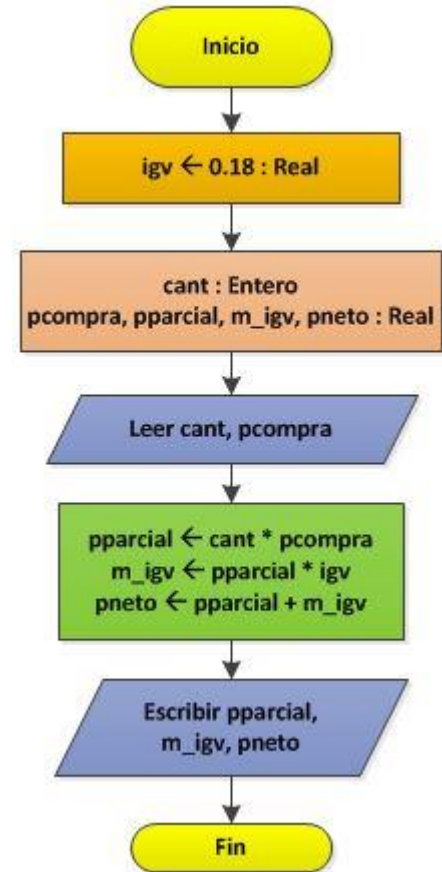 Inicio
igv ← 0.18 : Real
cant : Entero
pcompra, pparcial, m_igv, pneto : Real
Leer cant, pcompra
pparcial ← cant * pcompra
m_igv ← pparcial * igv
pneto ← pparcial + m_igv
Escribir pparcial,
m_igv, pneto
Fin